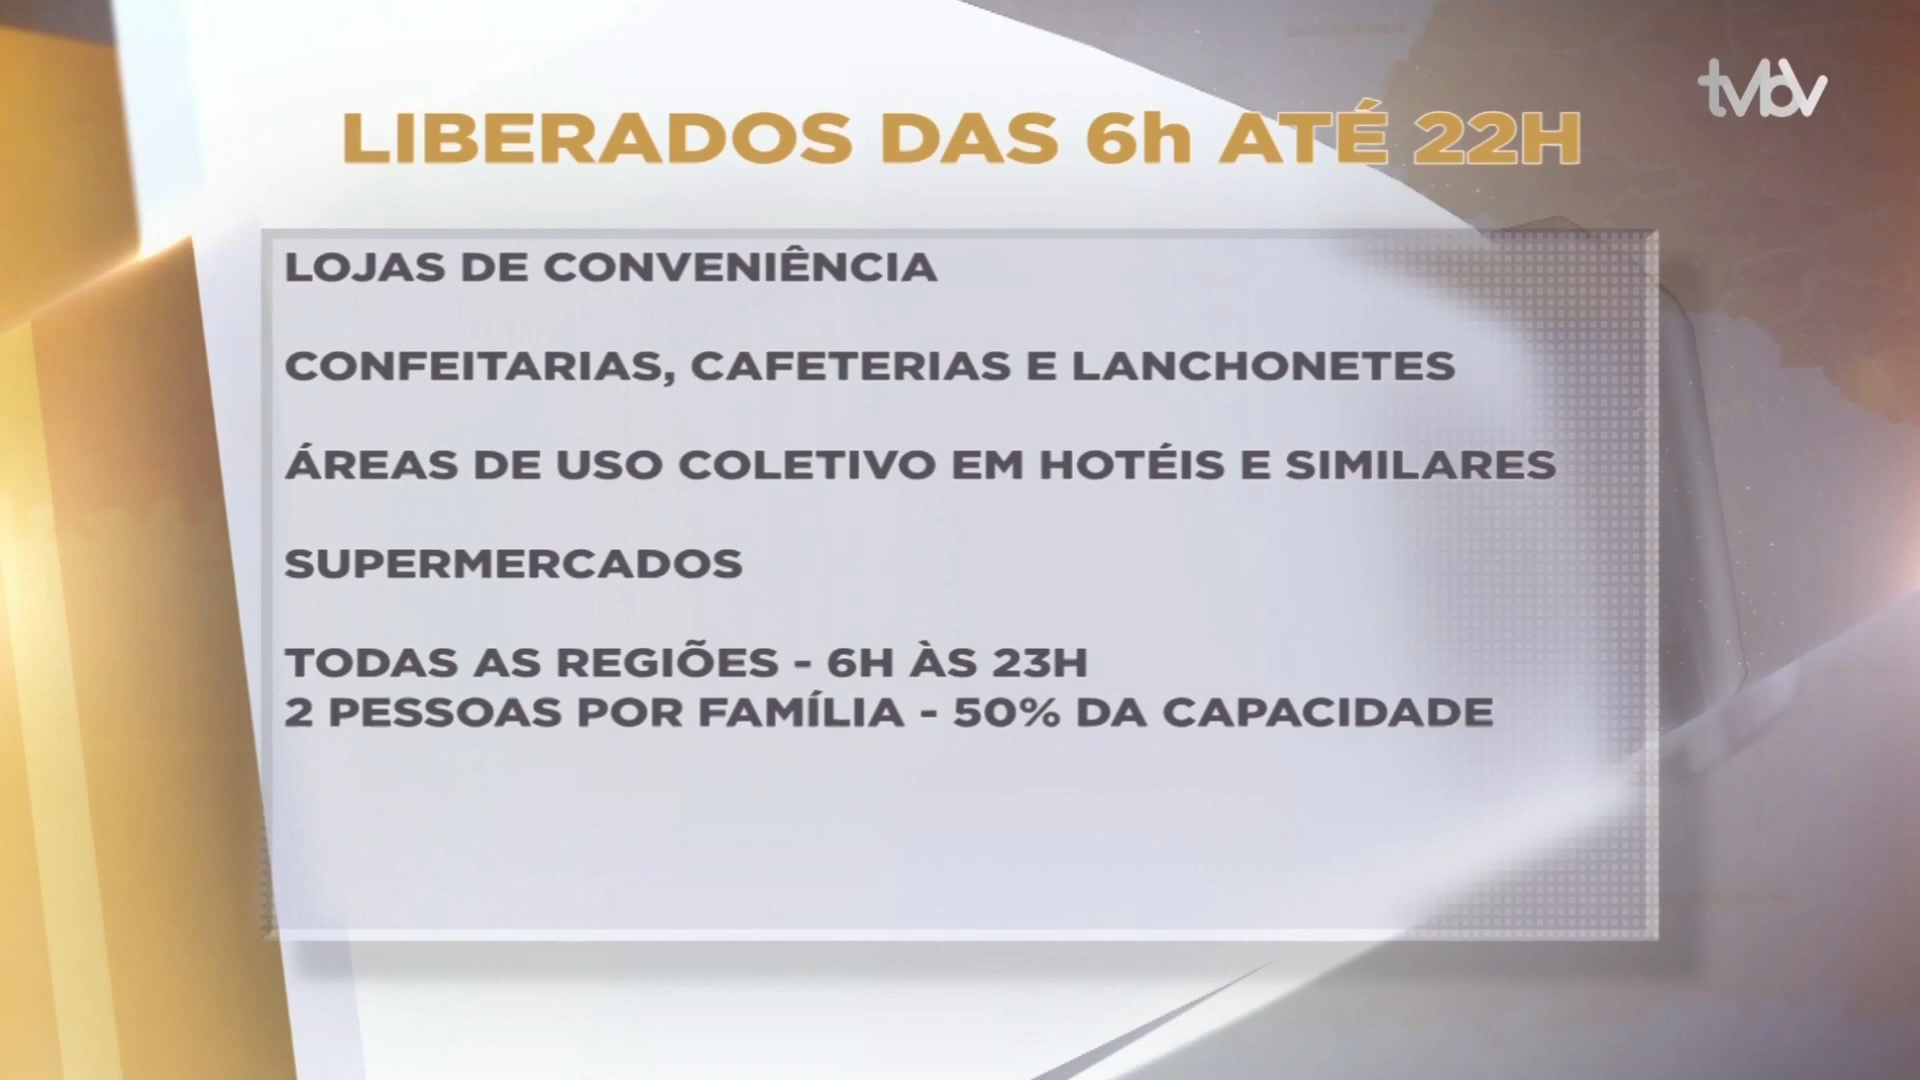 tvbv
LIBERADOS DAS 6h ATÉ 22H
LOJAS DE CONVENIÊNCIA
CONFEITARIAS, CAFETERIAS E LANCHONETES
ÁREAS DE USO COLETIVO EM HOTÉIS E SIMILARES
SUPERMERCADOS
TODAS AS REGIÕES - 6H ÀS 23H
2 PESSOAS POR FAMÍLIA - 50% DA CAPACIDADE